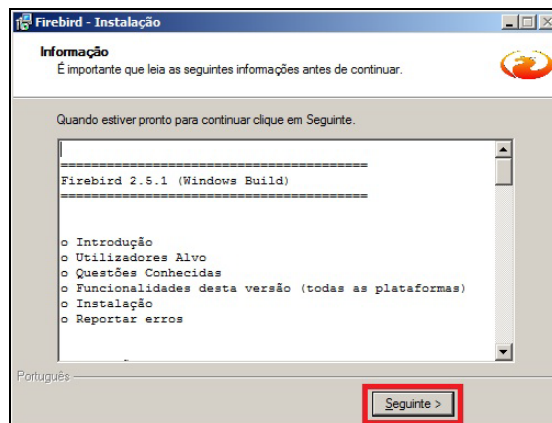 Firebird - Instalação
Informação
É importante que leia as seguintes informações antes de continuar.
Quando estiver pronto para continuar clique em Seguinte.
===========================================
Firebird 2.5.1 (Windows Build)
===========================================
o Introdução
o Utilizadores Alvo
o Questões Conhecidas
o Funcionalidades desta versão (todas as plataformas)
o Instalação
o Reportar erros
Português
Seguinte >